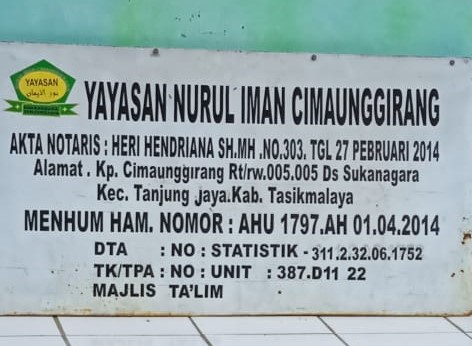 YAYASAN
نور الإيمان
YAYASAN NURUL IMAN CIMAUNGGIRANG
AKTA NOTARIS : HERI HENDRIANA SH.MH .NO.303. TGL 27 PEBRUARI 2014
Alamat . Kp. Cimaunggirang Rt/rw.005.005 Ds Sukanagara
Kec. Tanjung jaya.Kab. Tasikmalaya
MENHUM HAM. NOMOR : AHU 1797.AH 01.04.2014
DTA : NO : STATISTIK - 311.2.32.06.1752
TK/TPA : NO : UNIT : 387.D11 22
MAJLIS TA'LIM